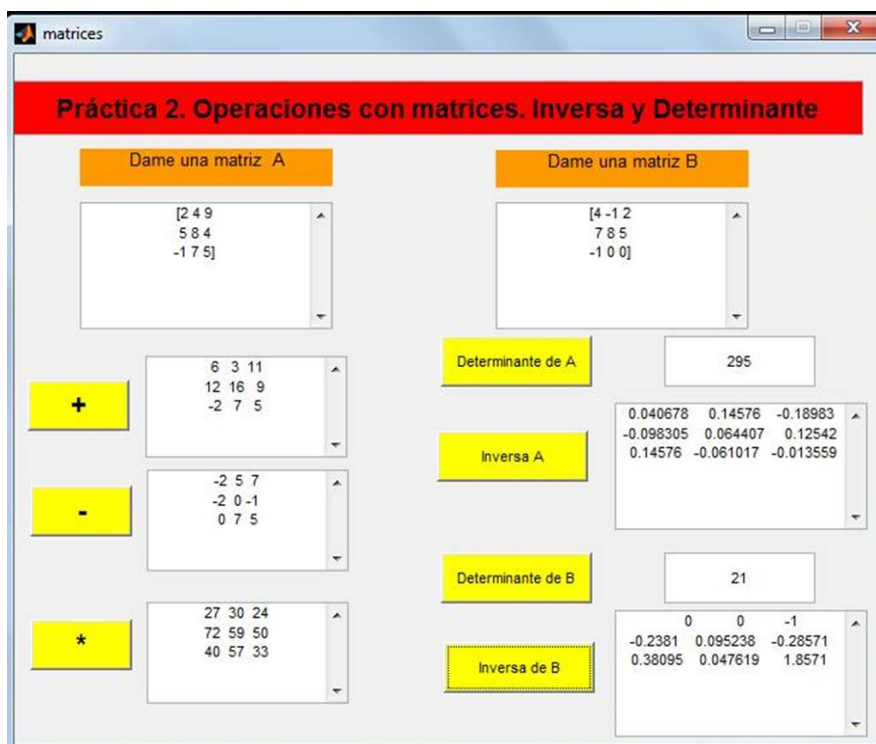 matrices
Práctica 2. Operaciones con matrices. Inversa y Determinante
Dame una matriz A
[2 4 9
5 8 4
-1 7 5]
Dame una matriz B
[4 -1 2
7 8 5
-1 0 0]
+
6 3 11
12 16 9
-2 7 5
-
-2 5 7
-2 0 -1
0 7 5
*
27 30 24
72 59 50
40 57 33
Determinante de A
295
Inversa A
0.040678 0.14576 -0.18983
-0.098305 0.064407 0.12542
0.14576 -0.061017 -0.013559
Determinante de B
21
Inversa de B
0 0 -1
-0.2381 0.095238 -0.28571
0.38095 0.047619 1.8571